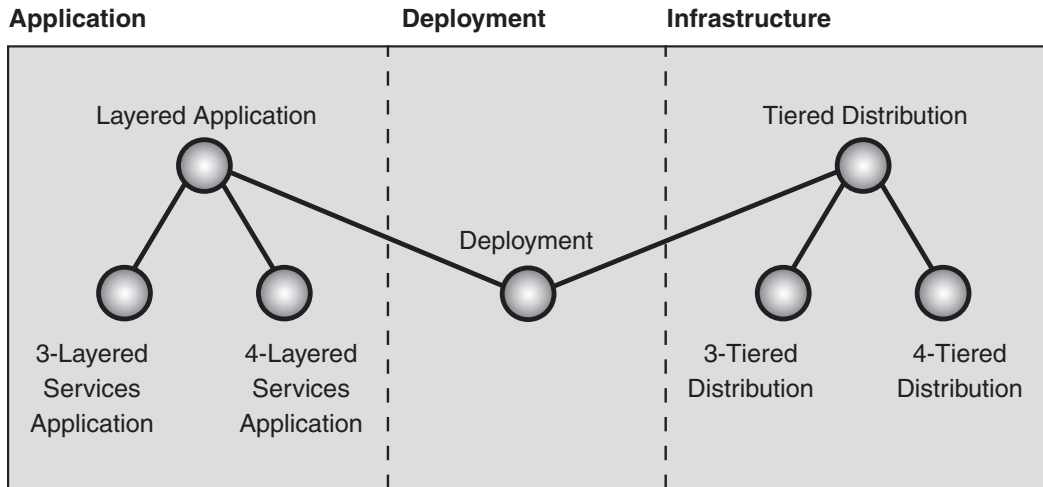 Application
Deployment
Infrastructure
Layered Application
Tiered Distribution
Deployment
3-Layered
Services
Application
4-Layered
Services
Application
3-Tiered
Distribution
4-Tiered
Distribution